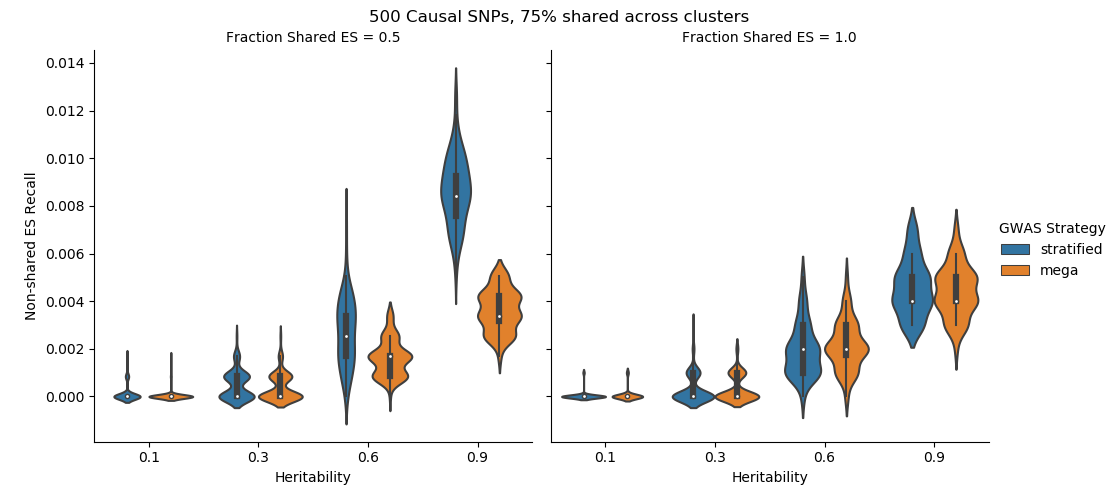 500 Causal SNPs, 75% shared across clusters
Fraction Shared ES = 0.5
Fraction Shared ES = 1.0
Non-shared ES Recall
0.014
0.012
0.010
0.008
0.006
0.004
0.002
0.000
0.1 0.3 0.6 0.9
0.1 0.3 0.6 0.9
Heritability
Heritability
GWAS Strategy
stratified
mega